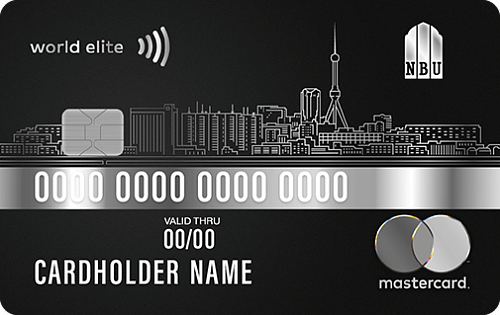 world elite
NBU
0000 0000 0000 0000
VALID THRU
00/00
CARDHOLDER NAME
mastercard.